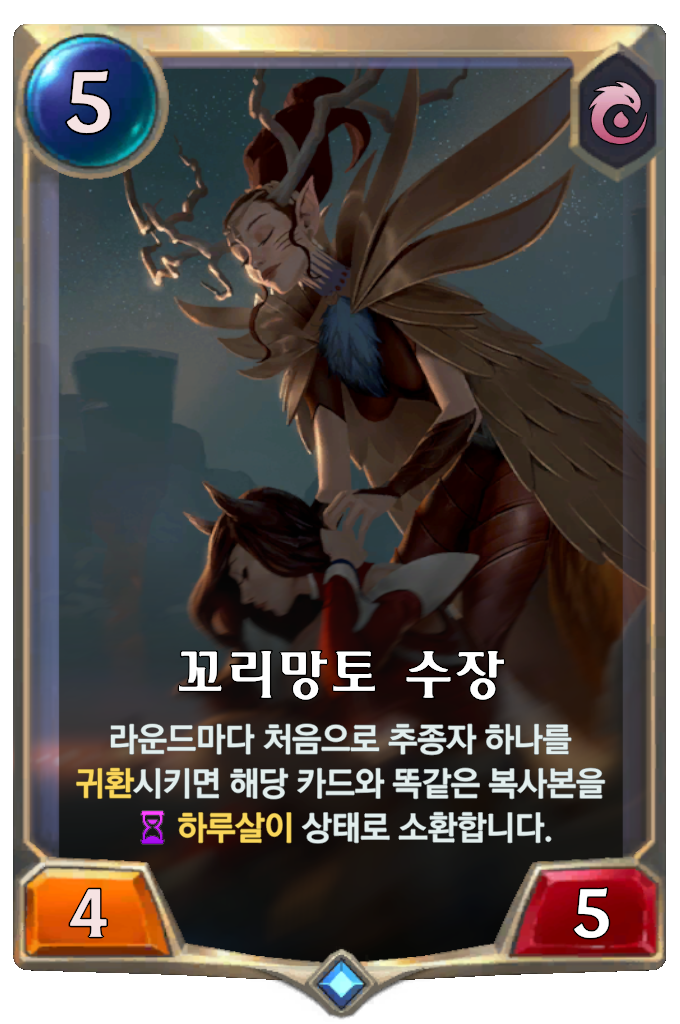 5
꼬리망토 수장
라운드마다 처음으로 추종자 하나를
귀환시키면 해당 카드와 똑같은 복사본을
하루살이 상태로 소환합니다.
4
5